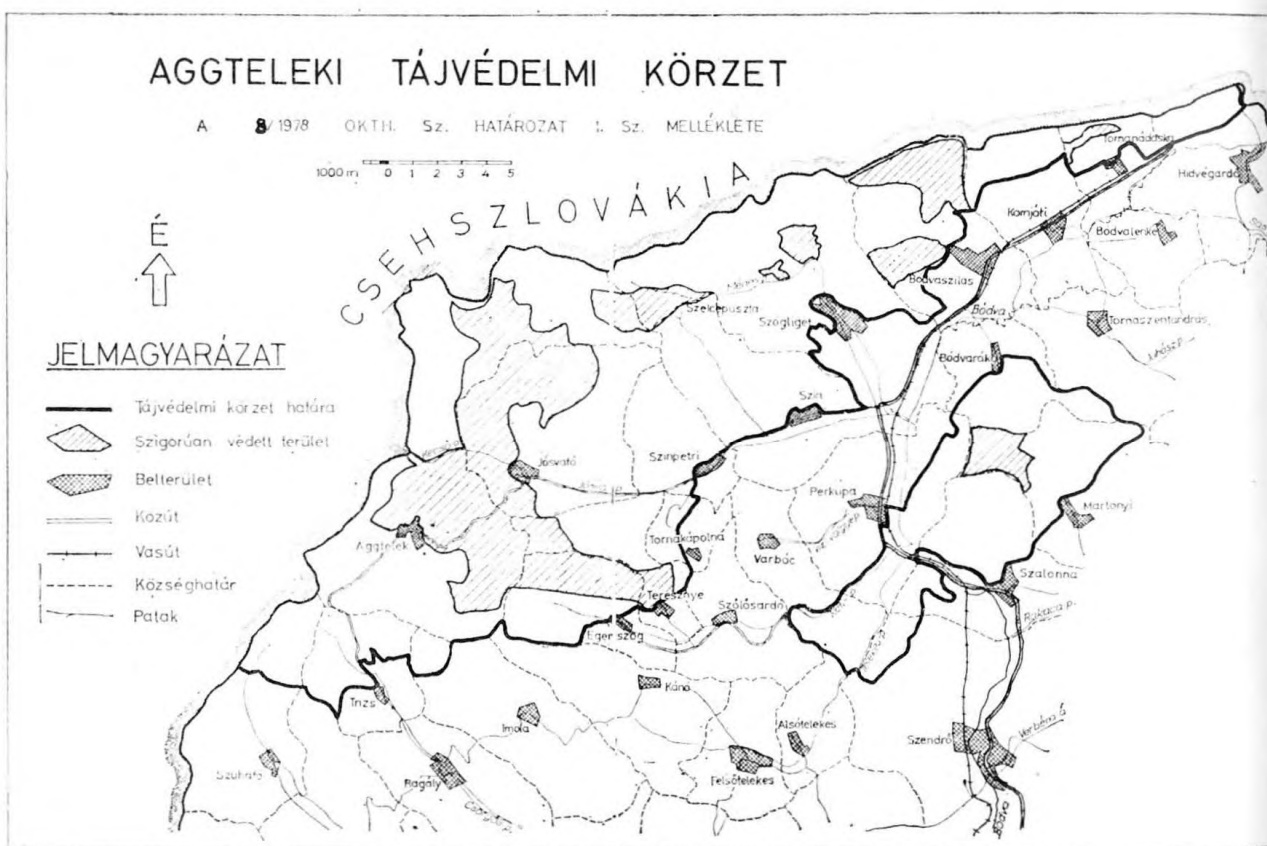 AGGTELEKI TÁJVÉDELMI KÖRZET
A 8/1978 OKTH. Sz. HATÁROZAT 1. Sz. MELLÉKLETE
1000 m 0 1 2 3 4 5
CSEHSZLOVÁKIA
É
JELMAGYARÁZAT
Tájvédelmi körzet határa
Szigorúan védett terület
Belterület
Közút
Vasút
Községhatár
Patak
Tornanádaska
Hidvégardó
Komjáti
Bódvalenke
Bódvaszilas
Szelcepuszta
Szögliget
Bódva
Tornaszentandrás
Juhász p.
Bódvarákó
Szin
Jósvafő
Szinpetri
Perkupa
Martonyi
Aggtelek
Tornakápolna
Varbóc
Szalonna
Teresznye
Szőlősardó
Rakaca p.
Egerszög
Trizs
Kánó
Imola
Alsótelekes
Szendrő
Szuhafő
Ragály
Felsőtelekes